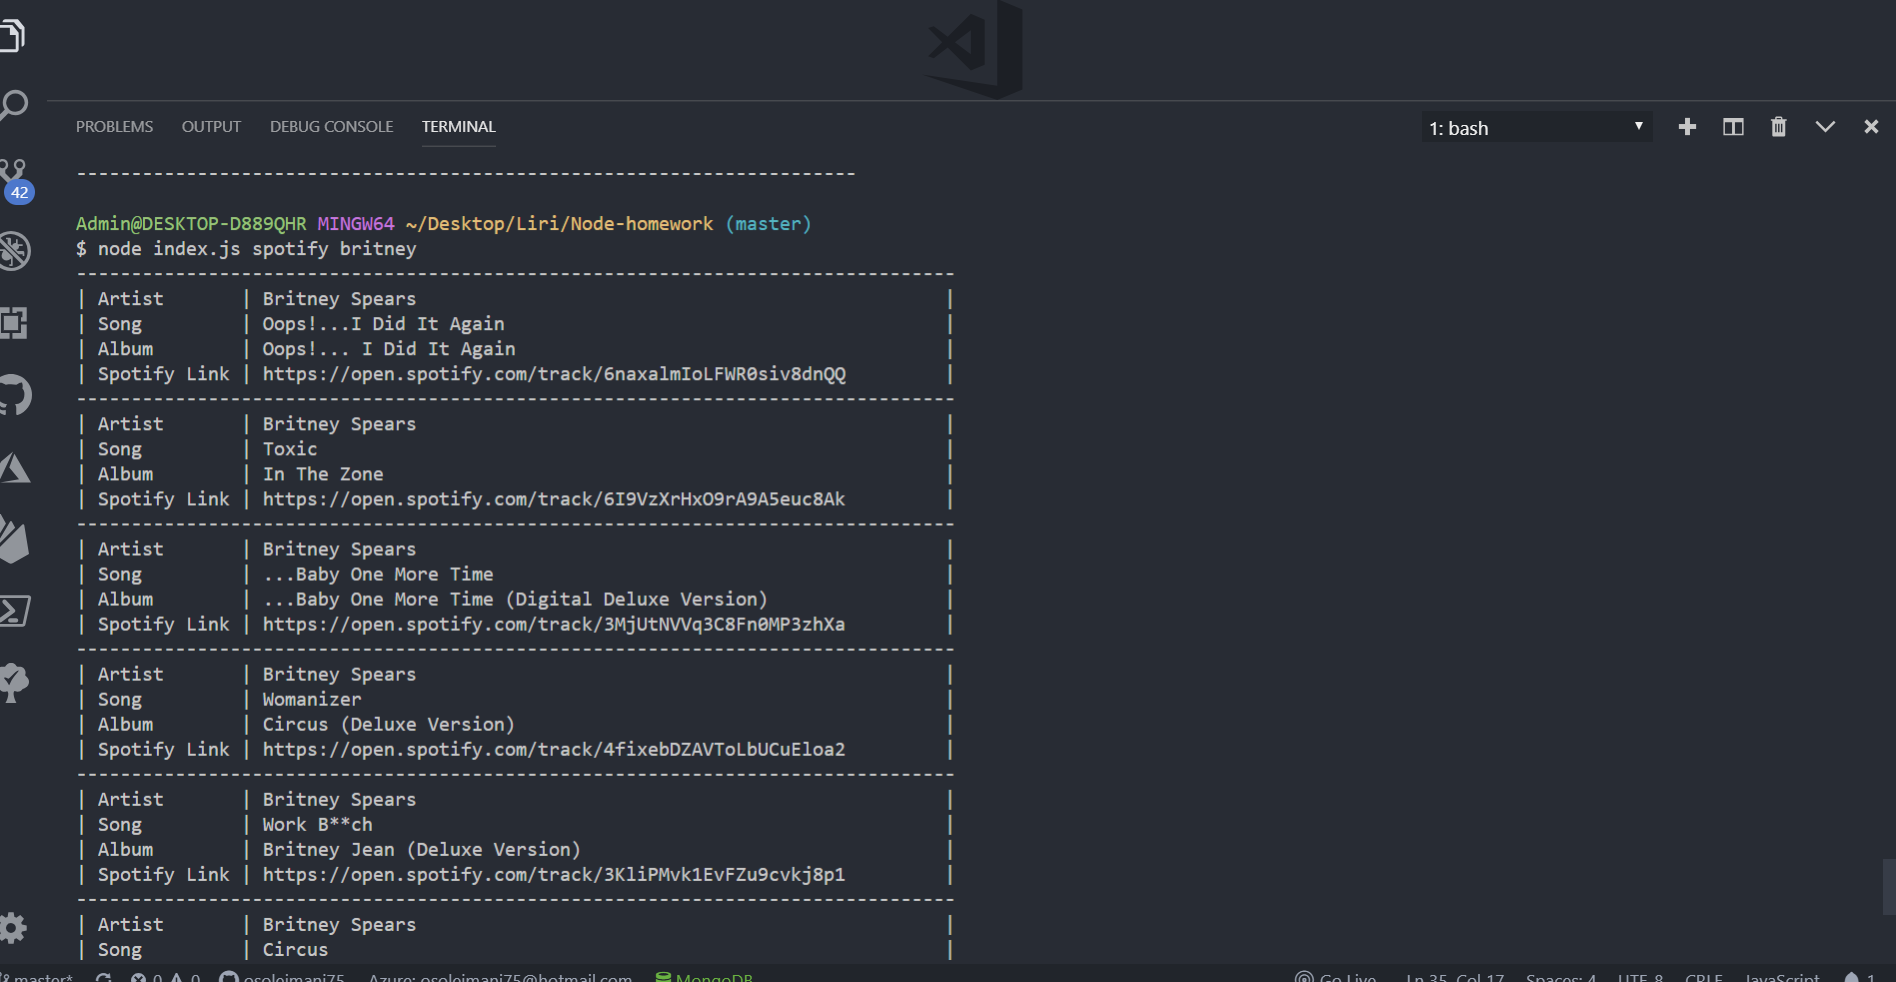 PROBLEMS OUTPUT DEBUG CONSOLE TERMINAL 1: bash
42
------------------------------------------------------------------------
Admin@DESKTOP-D889QHR MINGW64 ~/Desktop/Liri/Node-homework (master)
$ node index.js spotify britney
--------------------------------------------------------------------------------
| Artist | Britney Spears |
| Song | Oops!...I Did It Again |
| Album | Oops!... I Did It Again |
| Spotify Link | https://open.spotify.com/track/6naxalmIoLFWR0siv8dnQQ |
--------------------------------------------------------------------------------
| Artist | Britney Spears |
| Song | Toxic |
| Album | In The Zone |
| Spotify Link | https://open.spotify.com/track/6I9VzXrHxO9rA9A5euc8Ak |
--------------------------------------------------------------------------------
| Artist | Britney Spears |
| Song | ...Baby One More Time |
| Album | ...Baby One More Time (Digital Deluxe Version) |
| Spotify Link | https://open.spotify.com/track/3MjUtNVVq3C8Fn0MP3zhXa |
--------------------------------------------------------------------------------
| Artist | Britney Spears |
| Song | Womanizer |
| Album | Circus (Deluxe Version) |
| Spotify Link | https://open.spotify.com/track/4fixebDZAVToLbUCuEloa2 |
--------------------------------------------------------------------------------
| Artist | Britney Spears |
| Song | Work B**ch |
| Album | Britney Jean (Deluxe Version) |
| Spotify Link | https://open.spotify.com/track/3KliPMvk1EvFZu9cvkj8p1 |
--------------------------------------------------------------------------------
| Artist | Britney Spears |
| Song | Circus |
master* 0 0 osoleimani75 Azure: osoleimani75@hotmail.com MongoDB Go Live Ln 35, Col 17 Spaces: 4 UTF-8 CRLF JavaScript 1